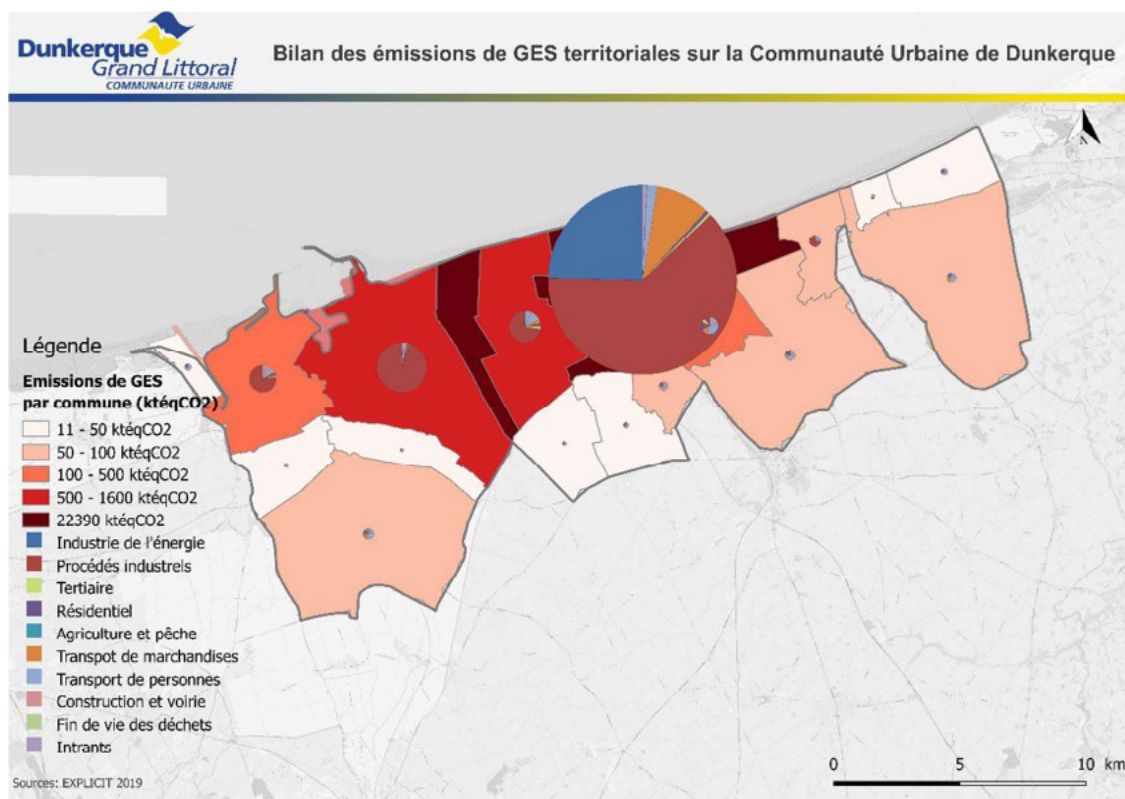 Dunkerque
Grand Littoral
COMMUNAUTE URBAINE
Bilan des émissions de GES territoriales sur la Communauté Urbaine de Dunkerque
Légende
Emissions de GES
par commune (ktéqCO2)
11 - 50 ktéqCO2
50 - 100 ktéqCO2
100 - 500 ktéqCO2
500 - 1600 ktéqCO2
22390 ktéqCO2
Industrie de l'énergie
Procédés industrels
Tertiaire
Résidentiel
Agriculture et pêche
Transpot de marchandises
Transport de personnes
Construction et voirie
Fin de vie des déchets
Intrants
Sources: EXPLICIT 2019
0 5 10 km